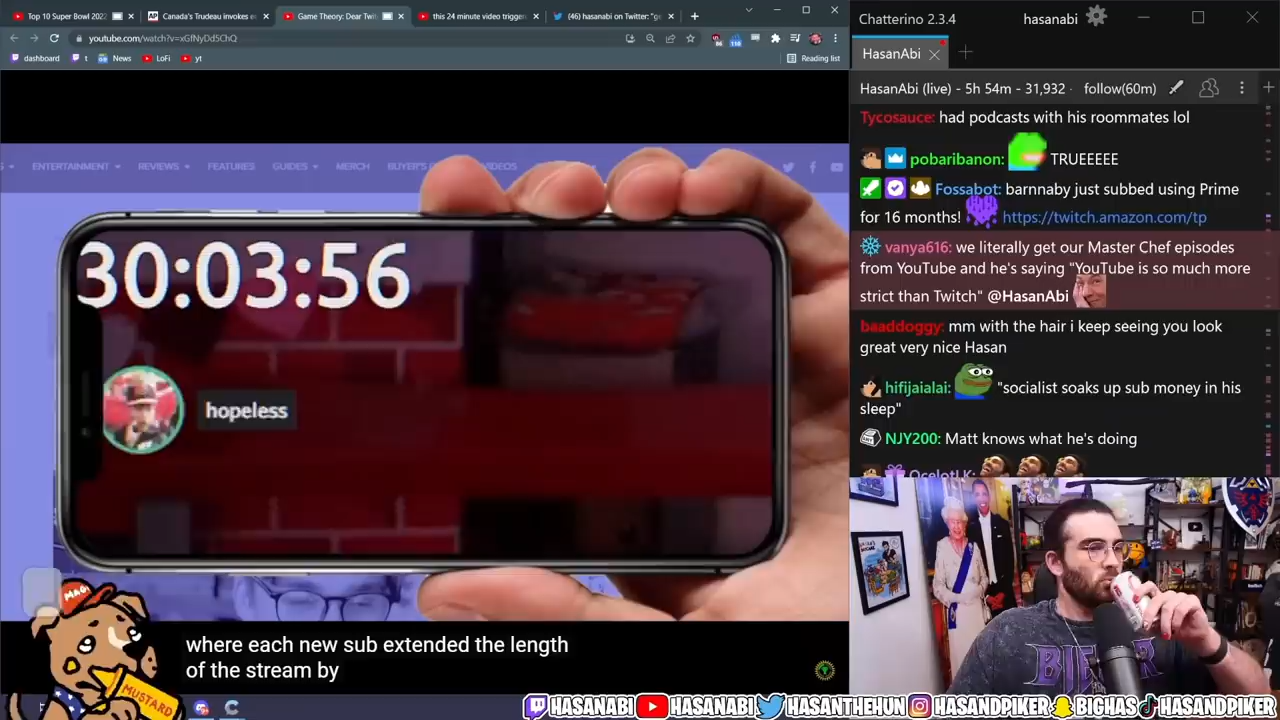 Top 10 Super Bowl 2022
Canada's Trudeau invokes e
Game Theory: Dear Twit
this 24 minute video trigger
(46) hasanabi on Twitter: "ge
youtube.com/watch?v=xGfNyDd5ChQ
dashboard
t
News
LoFi
yt
Reading list
ENTERTAINMENT
REVIEWS
FEATURES
GUIDES
MERCH
BUYER'S
VIDEOS
30:03:56
hopeless
where each new sub extended the length
of the stream by
MUSTARD
Chatterino 2.3.4
hasanabi
HasanAbi
HasanAbi (live) - 5h 54m - 31,932
follow(60m)
Tycosauce: had podcasts with his roommates lol
pobaribanon: TRUEEEEE
Fossabot: barnnaby just subbed using Prime
for 16 months! https://twitch.amazon.com/tp
vanya616: we literally get our Master Chef episodes
from YouTube and he's saying "YouTube is so much more
strict than Twitch" @HasanAbi
baaddoggy: mm with the hair i keep seeing you look
great very nice Hasan
hifijaialai: "socialist soaks up sub money in his
sleep"
NJY200: Matt knows what he's doing
OcelotLK:
HASANABI
HASANABI
HASANTHEHUN
HASANDPIKER
BIGHAS
HASANDPIKER